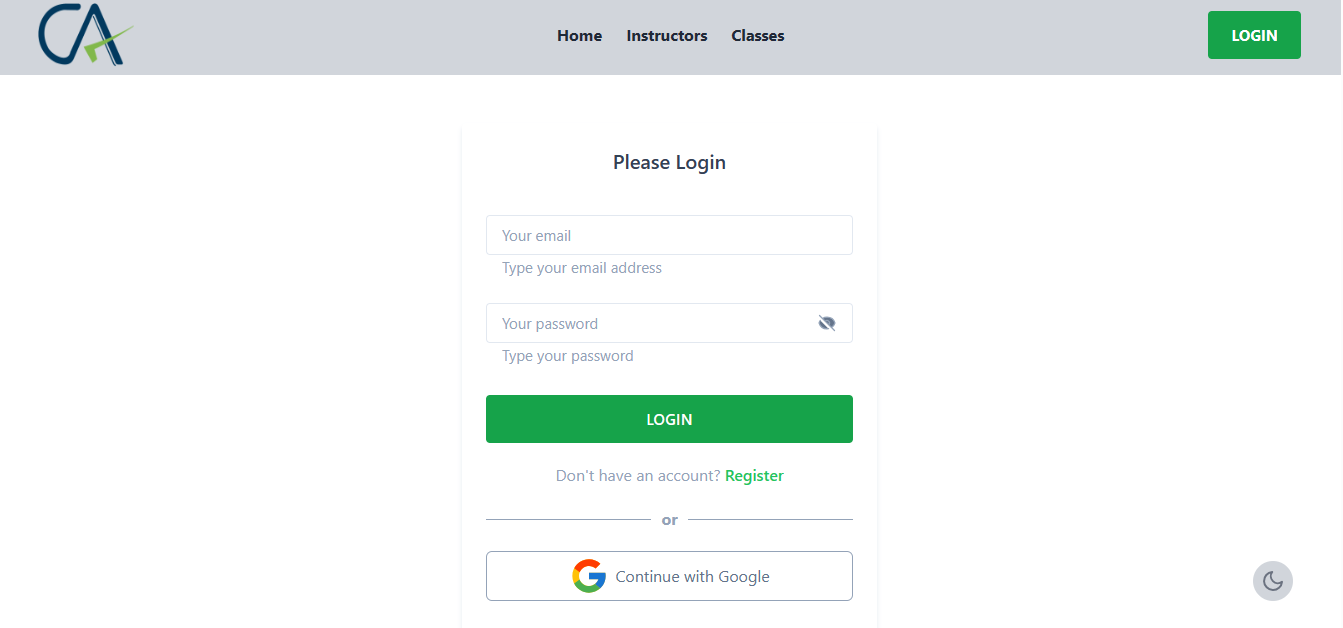 CA
Home Instructors Classes LOGIN
Please Login
Your email
Type your email address
Your password
Type your password
LOGIN
Don't have an account? Register
or
Continue with Google